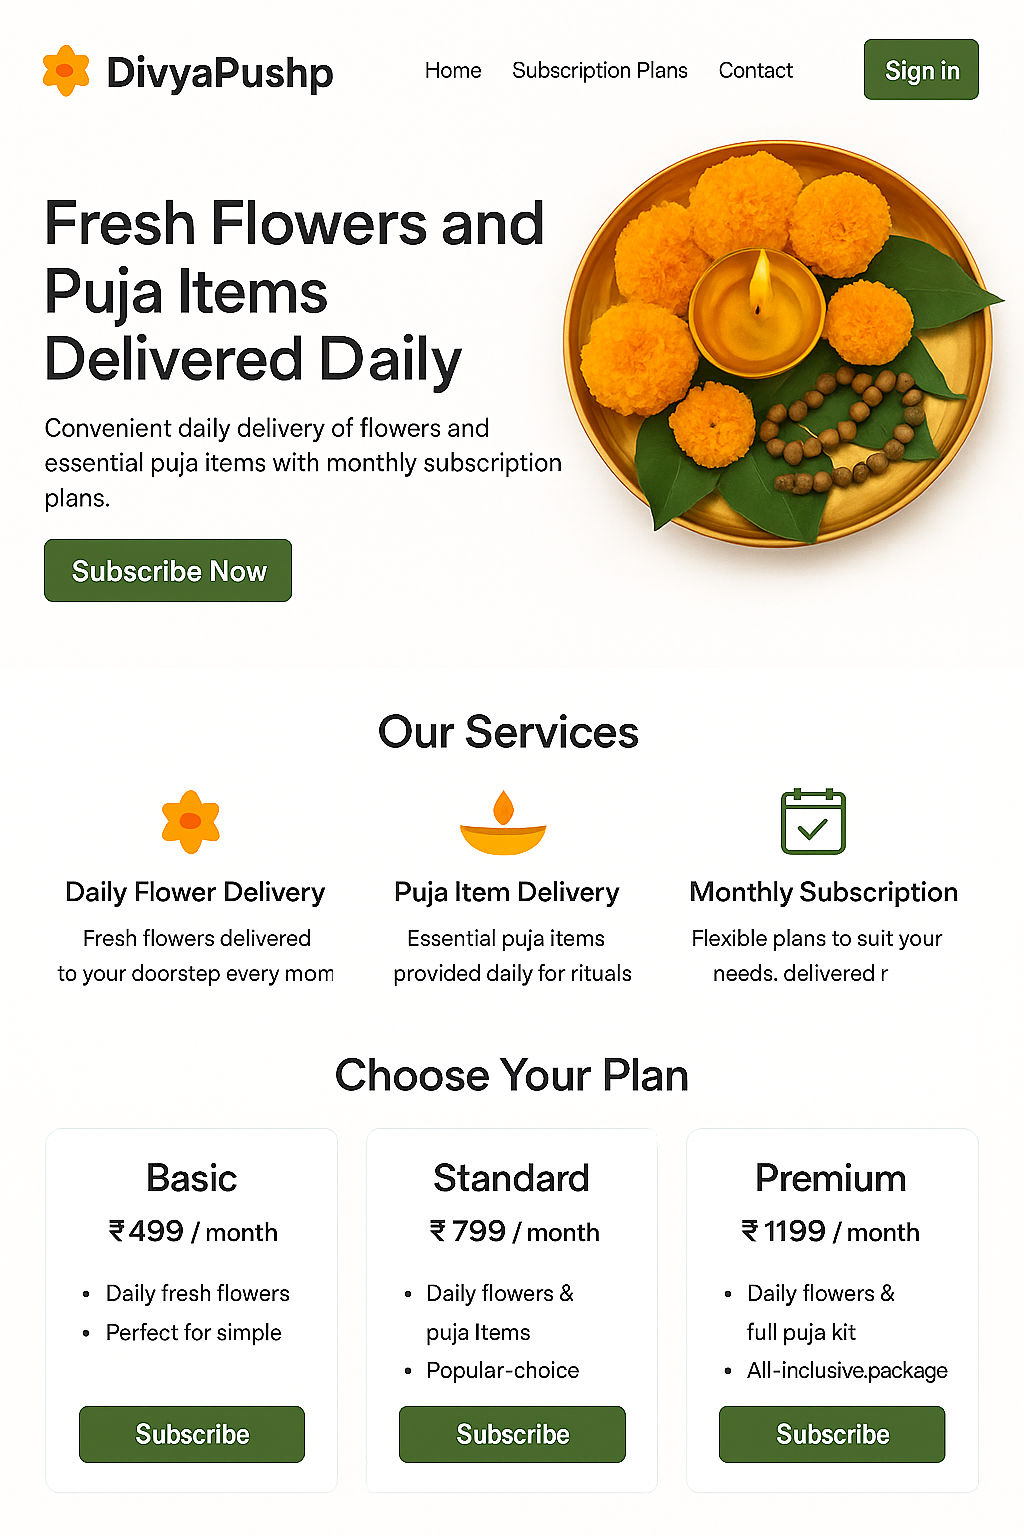 DivyaPushp
Home Subscription Plans Contact
Sign in
Fresh Flowers and
Puja Items
Delivered Daily
Convenient daily delivery of flowers and
essential puja items with monthly subscription
plans.
Subscribe Now
Our Services
Daily Flower Delivery
Fresh flowers delivered
to your doorstep every mom
Puja Item Delivery
Essential puja items
provided daily for rituals
Monthly Subscription
Flexible plans to suit your
needs. delivered r
Choose Your Plan
Basic
₹499 / month
• Daily fresh flowers
• Perfect for simple
Subscribe
Standard
₹ 799 / month
• Daily flowers &
puja Items
• Popular-choice
Subscribe
Premium
₹ 1199 / month
• Daily flowers &
full puja kit
• All-inclusive.package
Subscribe